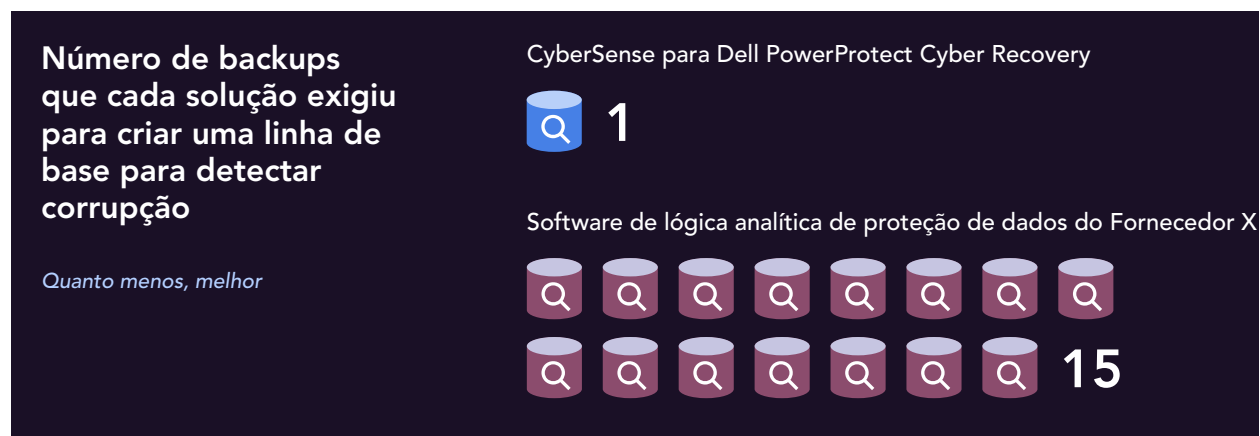 Número de backups
que cada solução exigiu
para criar uma linha de
base para detectar
corrupção
Quanto menos, melhor
CyberSense para Dell PowerProtect Cyber Recovery
1
Software de lógica analítica de proteção de dados do Fornecedor X
15